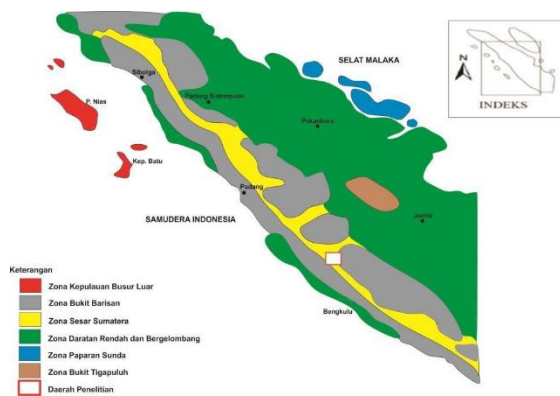 SELAT MALAKA
Sibolga
P. Nias
Padang Sidempuan
Pekanbaru
Kep. Batu
Padang
SAMUDERA INDONESIA
Jambi
Bengkulu
N
INDEKS
Keterangan
Zona Kepulauan Busur Luar
Zona Bukit Barisan
Zona Sesar Sumatera
Zona Daratan Rendah dan Bergelombang
Zona Paparan Sunda
Zona Bukit Tigapuluh
Daerah Penelitian